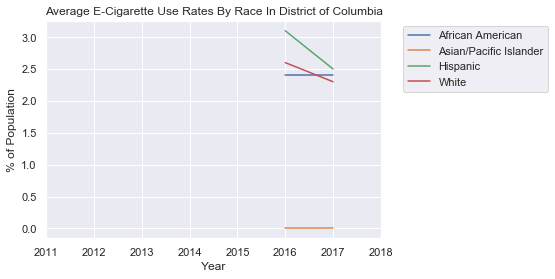 Average E-Cigarette Use Rates By Race In District of Columbia
African American
Asian/Pacific Islander
Hispanic
White
% of Population
3.0
2.5
2.0
1.5
1.0
0.5
0.0
2011 2012 2013 2014 2015 2016 2017 2018
Year